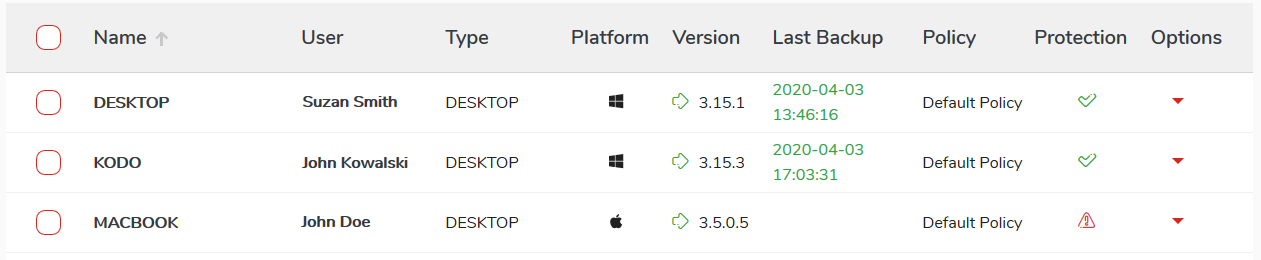 Name User Type Platform Version Last Backup Policy Protection Options
DESKTOP Suzan Smith DESKTOP 3.15.1 2020-04-03 13:46:16 Default Policy
KODO John Kowalski DESKTOP 3.15.3 2020-04-03 17:03:31 Default Policy
MACBOOK John Doe DESKTOP 3.5.0.5 Default Policy